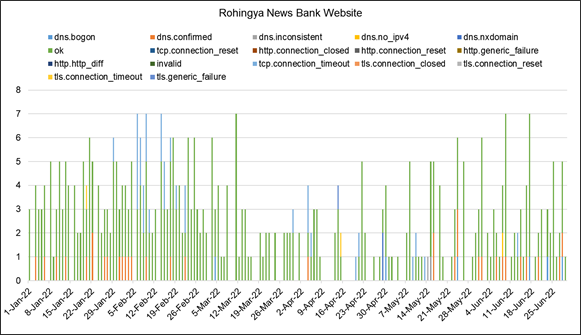 Rohingya News Bank Website
dns.bogon dns.confirmed dns.inconsistent dns.no_ipv4 dns.nxdomain
ok tcp.connection_reset http.connection_closed http.connection_reset http.generic_failure
http.http_diff invalid tcp.connection_timeout tls.connection_closed tls.connection_reset
tls.connection_timeout tls.generic_failure
8
7
6
5
4
3
2
1
0
1-Jan-22 8-Jan-22 15-Jan-22 22-Jan-22 29-Jan-22 5-Feb-22 12-Feb-22 19-Feb-22 26-Feb-22 5-Mar-22 12-Mar-22 19-Mar-22 26-Mar-22 2-Apr-22 9-Apr-22 16-Apr-22 23-Apr-22 30-Apr-22 7-May-22 14-May-22 21-May-22 28-May-22 4-Jun-22 11-Jun-22 18-Jun-22 25-Jun-22